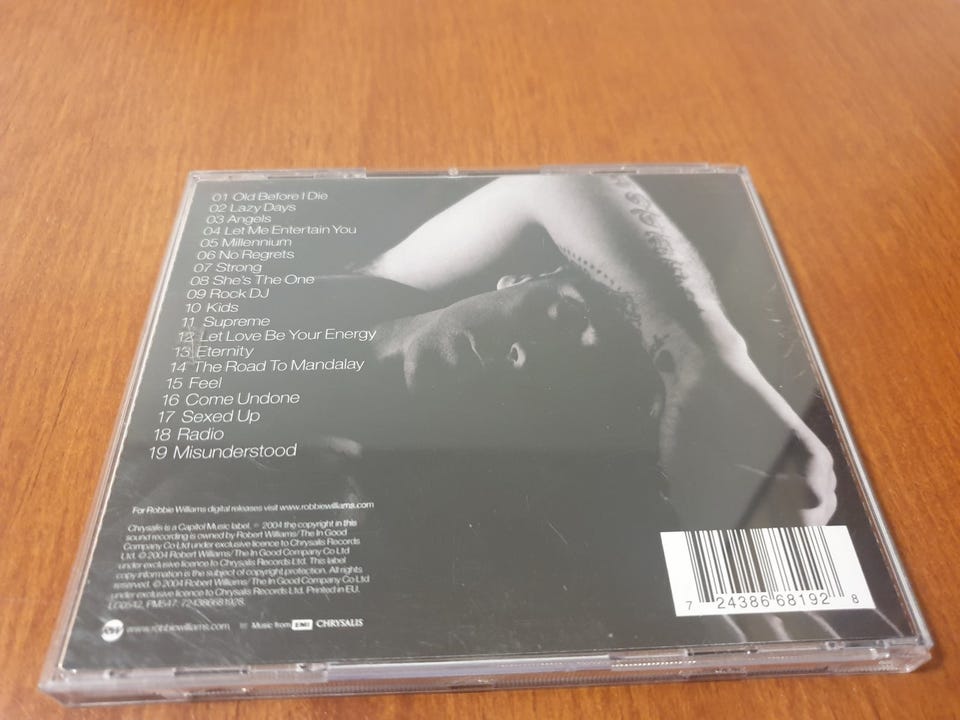 01 Old Before I Die
02 Lazy Days
03 Angels
04 Let Me Entertain You
05 Millennium
06 No Regrets
07 Strong
08 She's The One
09 Rock DJ
10 Kids
11 Supreme
12 Let Love Be Your Energy
13 Eternity
14 The Road To Mandalay
15 Feel
16 Come Undone
17 Sexed Up
18 Radio
19 Misunderstood
For Robbie Williams digital releases visit www.robbiewilliams.com
Chrysalis is a Capitol Music label. ℗ 2004 the copyright in this
sound recording is owned by Robert Williams/The In Good
Company Co Ltd under exclusive licence to Chrysalis Records
Ltd. © 2004 Robert Williams/The In Good Company Co Ltd
under exclusive licence to Chrysalis Records Ltd. This label
copy information is the subject of copyright protection. All rights
reserved. © 2004 Robert Williams/The In Good Company Co Ltd
under exclusive licence to Chrysalis Records Ltd. Printed in EU.
LC0542. PM547. 724386681928.
RW www.robbiewilliams.com Music from EMI CHRYSALIS
7 24386 68192 8